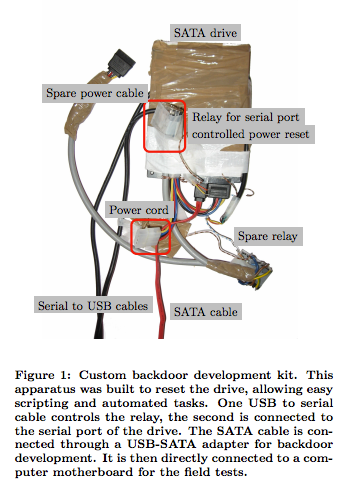 SATA drive
Spare power cable
Relay for serial port
controlled power reset
Power cord
Spare relay
Serial to USB cables
SATA cable
Figure 1: Custom backdoor development kit. This
apparatus was built to reset the drive, allowing easy
scripting and automated tasks. One USB to serial
cable controls the relay, the second is connected to
the serial port of the drive. The SATA cable is con-
nected through a USB-SATA adapter for backdoor
development. It is then directly connected to a com-
puter motherboard for the field tests.